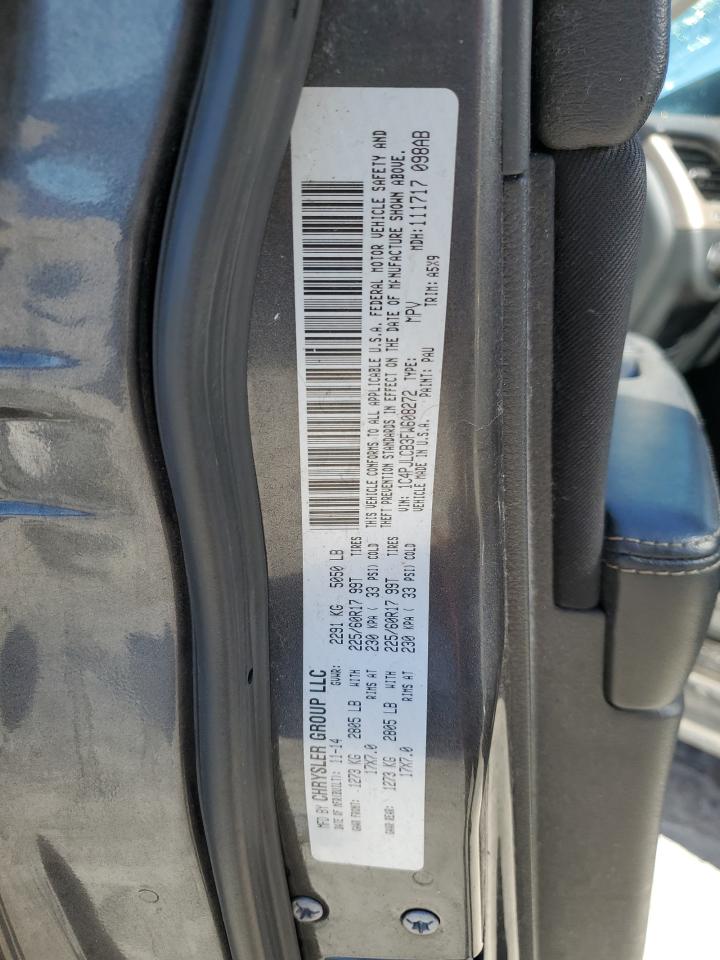 MFD BY CHRYSLER GROUP LLC
DATE OF MFR(BUILT): 11-14 GVWR: 2291 KG 5050 LB
GAWR FRONT: 1273 KG 2805 LB WITH 225/60R17 99T TIRES
17X7.0 RIMS AT 230 KPA ( 33 PSI) COLD
GAWR REAR: 1273 KG 2805 LB WITH 225/60R17 99T TIRES
17X7.0 RIMS AT 230 KPA ( 33 PSI) COLD
THIS VEHICLE CONFORMS TO ALL APPLICABLE U.S.A. FEDERAL MOTOR VEHICLE SAFETY AND
THEFT PREVENTION STANDARDS IN EFFECT ON THE DATE OF MANUFACTURE SHOWN ABOVE.
VIN: 1C4PJLCB3FW608272 TYPE: MPV MDH: 111717 098AB
VEHICLE MADE IN U.S.A. PAINT: PAU TRIM: A5X9